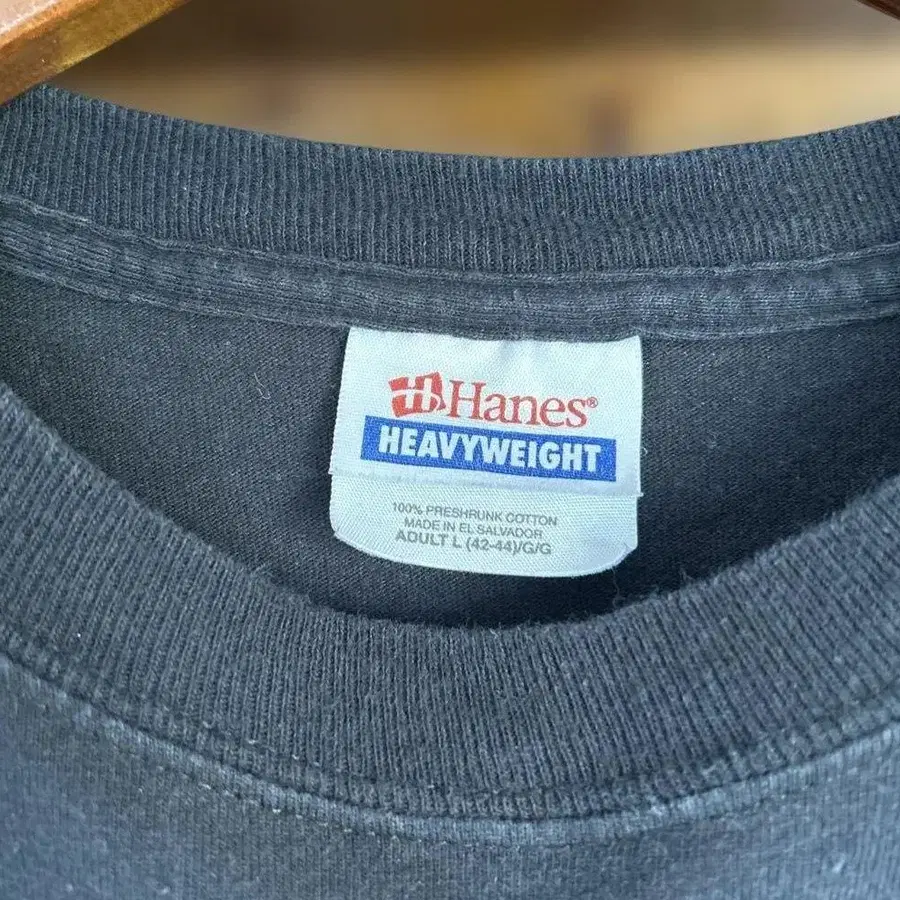 H Hanes®
HEAVYWEIGHT
100% PRESHRUNK COTTON
MADE IN EL SALVADOR
ADULT L (42-44)/G/G